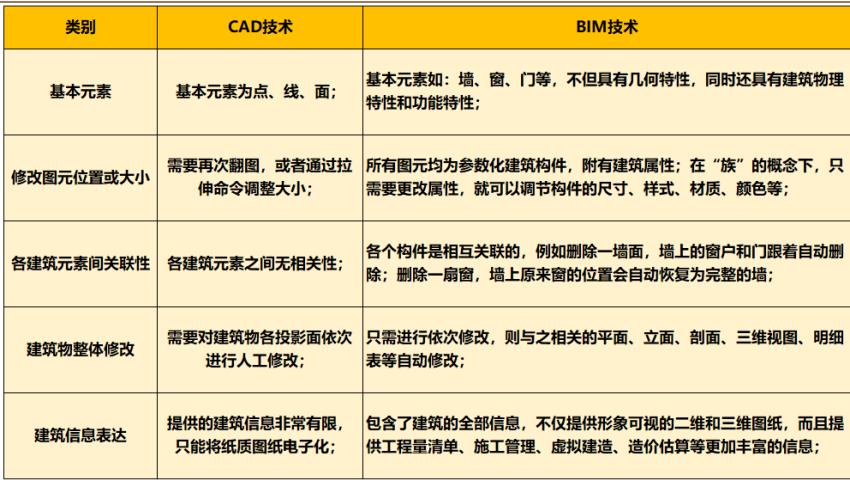 类别
CAD技术
BIM技术
基本元素
基本元素为点、线、面；
基本元素如：墙、窗、门等，不但具有几何特性，同时还具有建筑物理
特性和功能特性；
修改图元位置或大小
需要再次翻图，或者通过拉
伸命令调整大小；
所有图元均为参数化建筑构件，附有建筑属性；在“族”的概念下，只
需要更改属性，就可以调节构件的尺寸、样式、材质、颜色等；
各建筑元素间关联性
各建筑元素之间无相关性；
各个构件是相互关联的，例如删除一墙面，墙上的窗户和门跟着自动删
除；删除一扇窗，墙上原来窗的位置会自动恢复为完整的墙；
建筑物整体修改
需要对建筑物各投影面依次
进行人工修改；
只需进行依次修改，则与之相关的平面、立面、剖面、三维视图、明细
表等自动修改；
建筑信息表达
提供的建筑信息非常有限，
只能将纸质图纸电子化；
包含了建筑的全部信息，不仅提供形象可视的二维和三维图纸，而且提
供工程量清单、施工管理、虚拟建造、造价估算等更加丰富的信息；